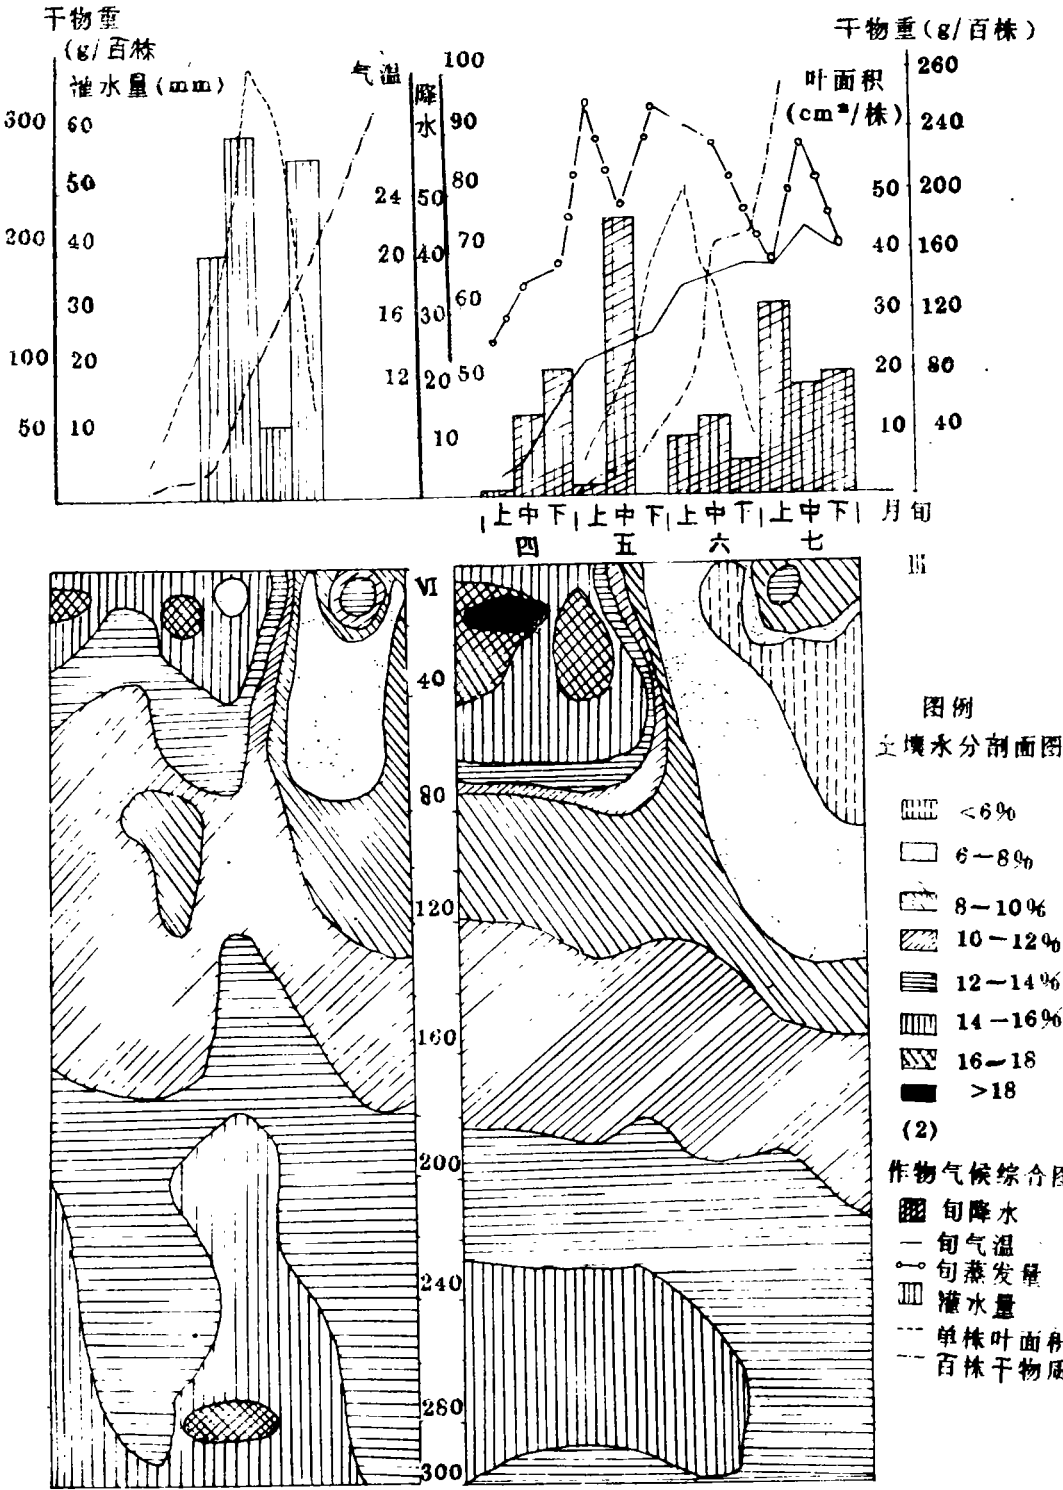 干物重
(g/百株
灌水量(mm)
300 60
50
200 40
30
100 20
50 10
气温
降水
100
90
24 50 80
20 40 70
16 30 60
12 20 50
10
干物重(g/百株)
叶面积
(cm²/株)
260
240
50 200
40 160
30 120
20 80
10 40
上中下 上中下 上中下 上中下 月旬
四 五 六 七
VI
III
40
80
120
160
200
240
280
300
图例
土壤水分剖面图
<6%
6-8%
8-10%
10-12%
12-14%
14-16%
16-18
>18
(2)
作物气候综合图
旬降水
旬气温
旬蒸发量
灌水量
单株叶面积
百株干物质